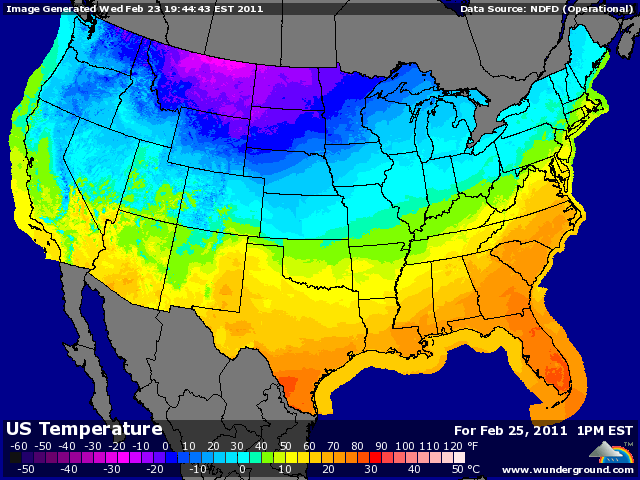 Image Generated Wed Feb 23 19:44:43 EST 2011 Data Source: NDFD (Operational)
US Temperature For Feb 25, 2011 1PM EST
-60 -50 -40 -30 -20 -10 0 10 20 30 40 50 60 70 80 90 100 110 120 °F
-50 -40 -30 -20 -10 0 10 20 30 40 50 °C
TM
www.wunderground.com